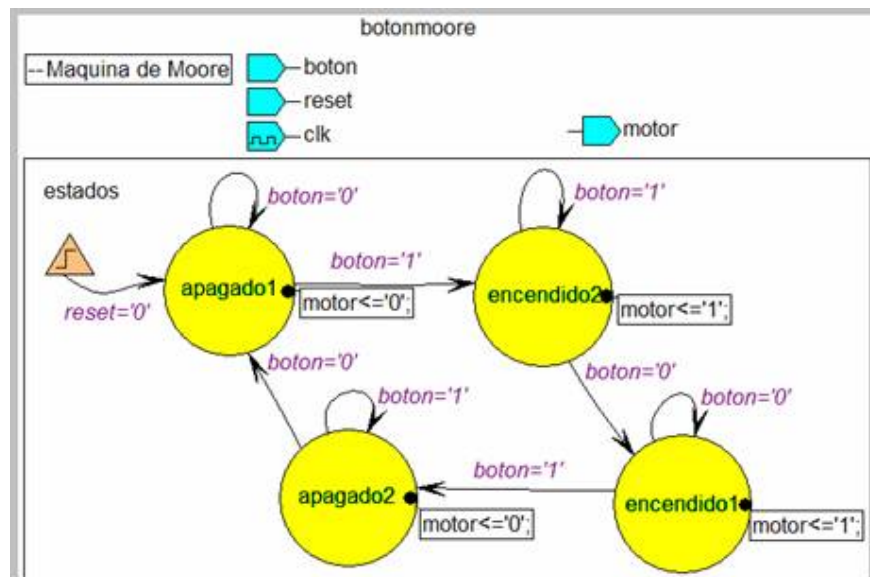 botonmoore
--Maquina de Moore
boton
reset
clk
motor
estados
boton='0'
boton='1'
apagado1
boton='1'
encendido2
reset='0'
motor<='0';
motor<='1';
boton='0'
boton='0'
boton='1'
boton='0'
apagado2
boton='1'
encendido1
motor<='0';
motor<='1';